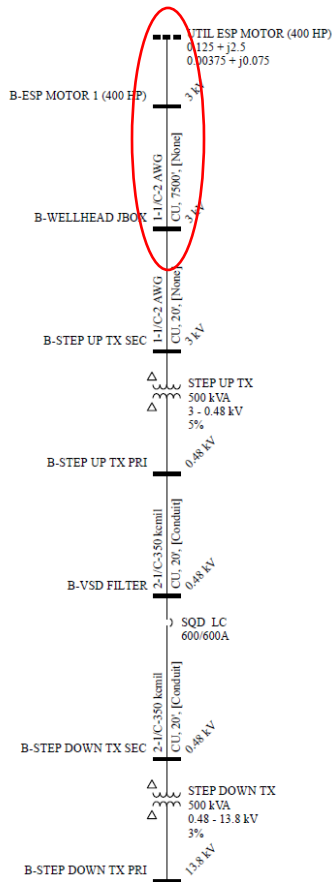 UTIL ESP MOTOR (400 HP)
0.125 + j2.5
0.00375 + j0.075
B-ESP MOTOR 1 (400 HP)
3 kV
1-1/C-2 AWG
CU, 7500', [None]
B-WELLHEAD JBOX
3 kV
1-1/C-2 AWG
CU, 20', [None]
B-STEP UP TX SEC
3 kV
STEP UP TX
500 kVA
3 - 0.48 kV
5%
B-STEP UP TX PRI
0.48 kV
2-1/C-350 kcmil
CU, 20', [Conduit]
B-VSD FILTER
0.48 kV
SQD LC
600/600A
2-1/C-350 kcmil
CU, 20', [Conduit]
B-STEP DOWN TX SEC
0.48 kV
STEP DOWN TX
500 kVA
0.48 - 13.8 kV
3%
B-STEP DOWN TX PRI
13.8 kV